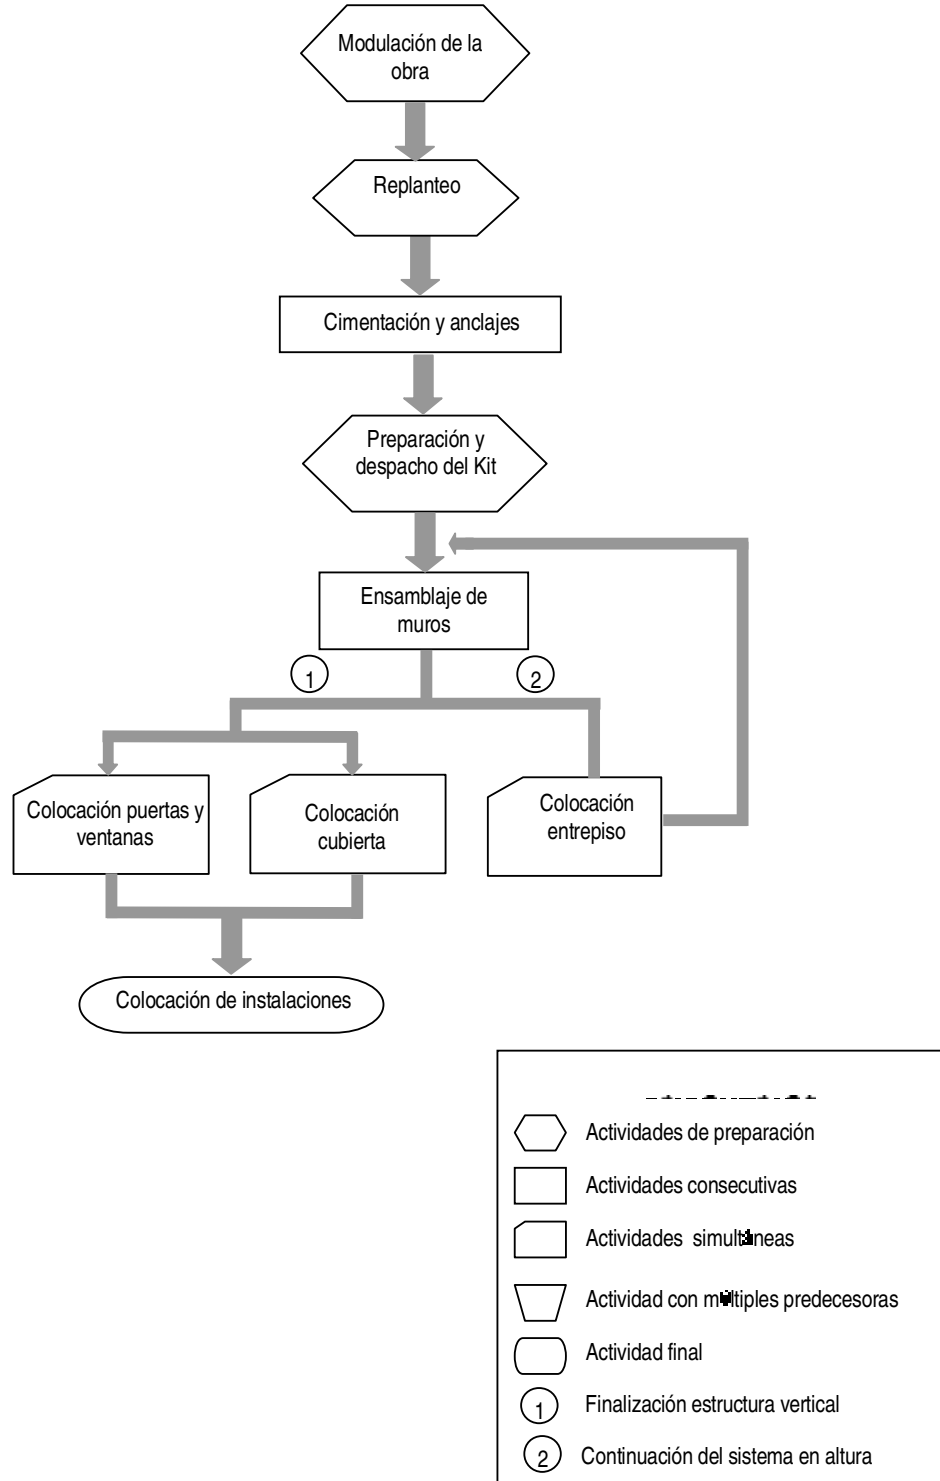 Modulación de la
obra
Replanteo
Cimentación y anclajes
Preparación y
despacho del Kit
Ensamblaje de
muros
1
2
Colocación puertas y
ventanas
Colocación
cubierta
Colocación
entrepiso
Colocación de instalaciones
Actividades de preparación
Actividades consecutivas
Actividades simultáneas
Actividad con múltiples predecesoras
Actividad final
1 Finalización estructura vertical
2 Continuación del sistema en altura